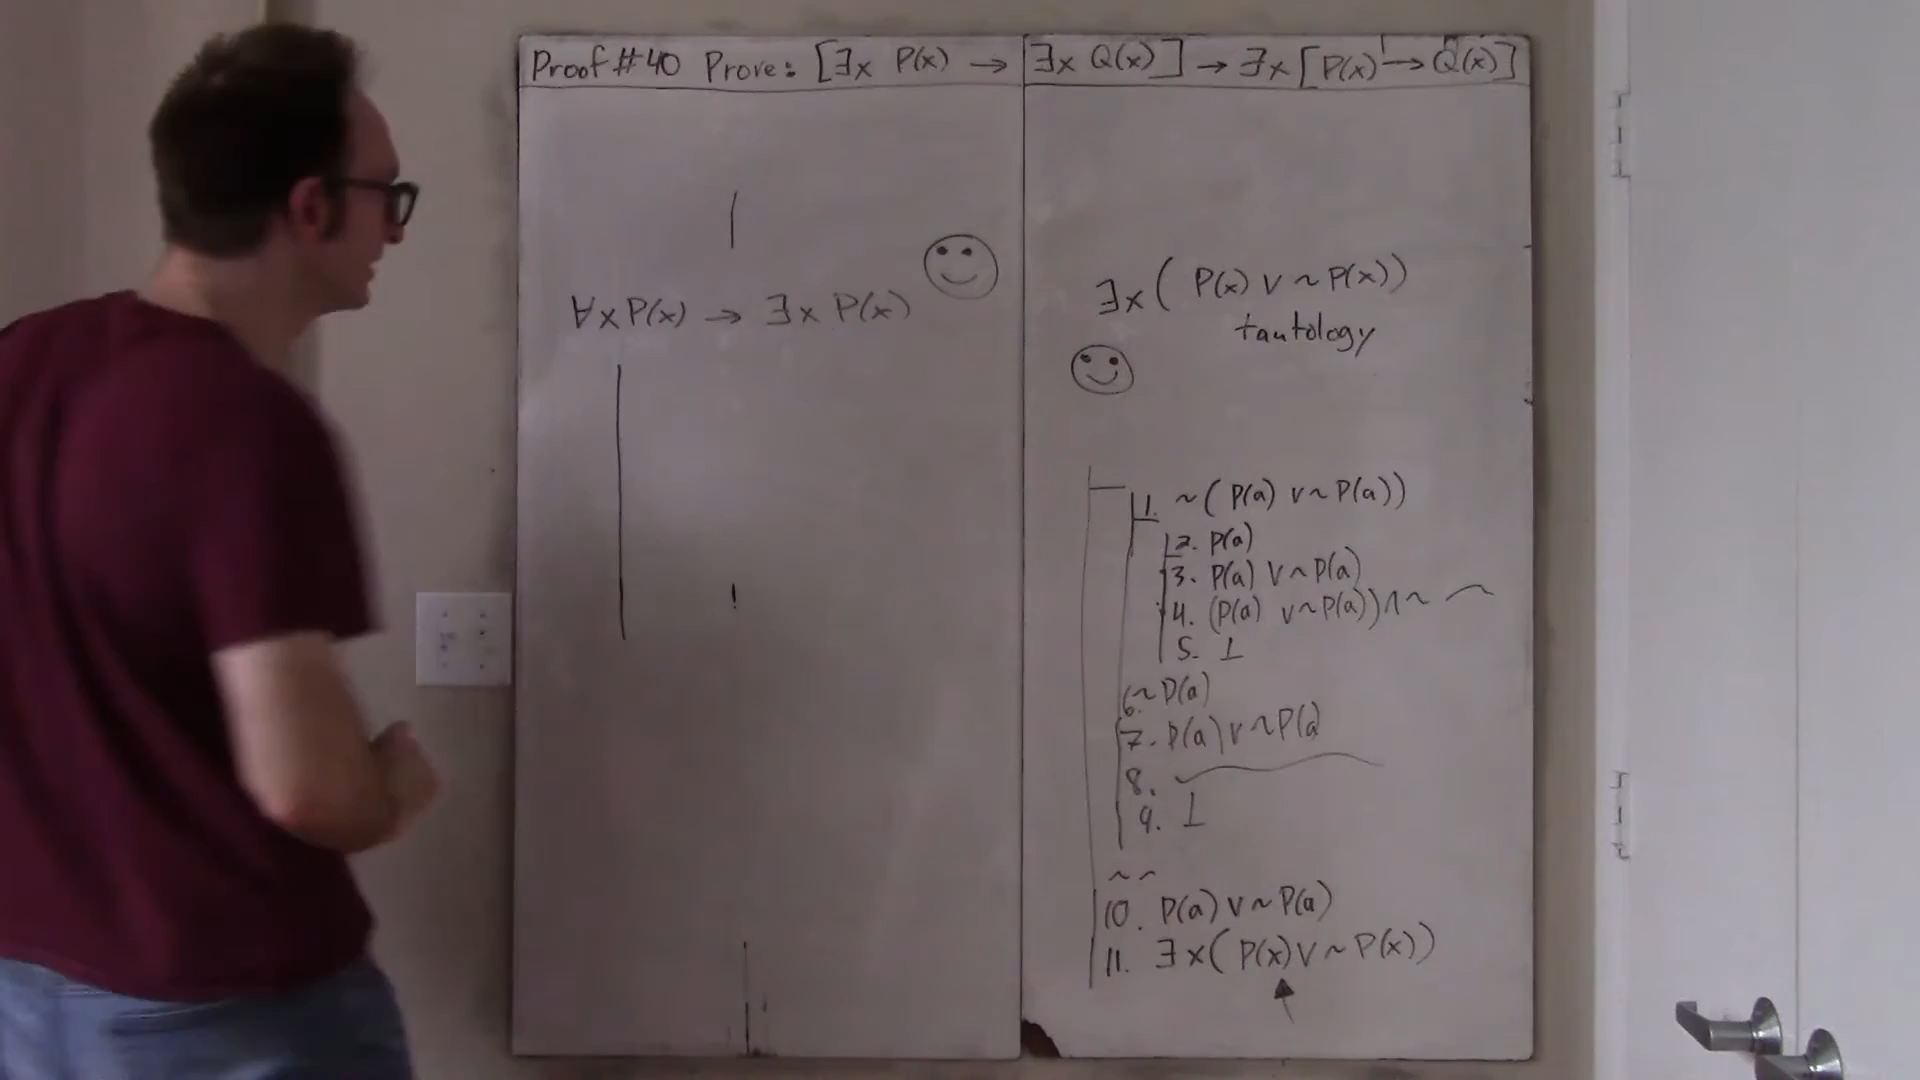 Proof #40 Prove: [∃x P(x) → ∃x Q(x)] → ∃x [P(x) → Q(x)]
∀x P(x) → ∃x P(x)
∃x ( P(x) ∨ ~P(x))
tautology
1. ~( P(a) ∨ ~P(a))
2. P(a)
3. P(a) ∨ ~P(a)
4. (P(a) ∨ ~P(a)) ∧ ~
5. ⊥
6. ~P(a)
7. P(a) ∨ ~P(a)
8.
9. ⊥
~~
10. P(a) ∨ ~P(a)
11. ∃x( P(x) ∨ ~P(x))